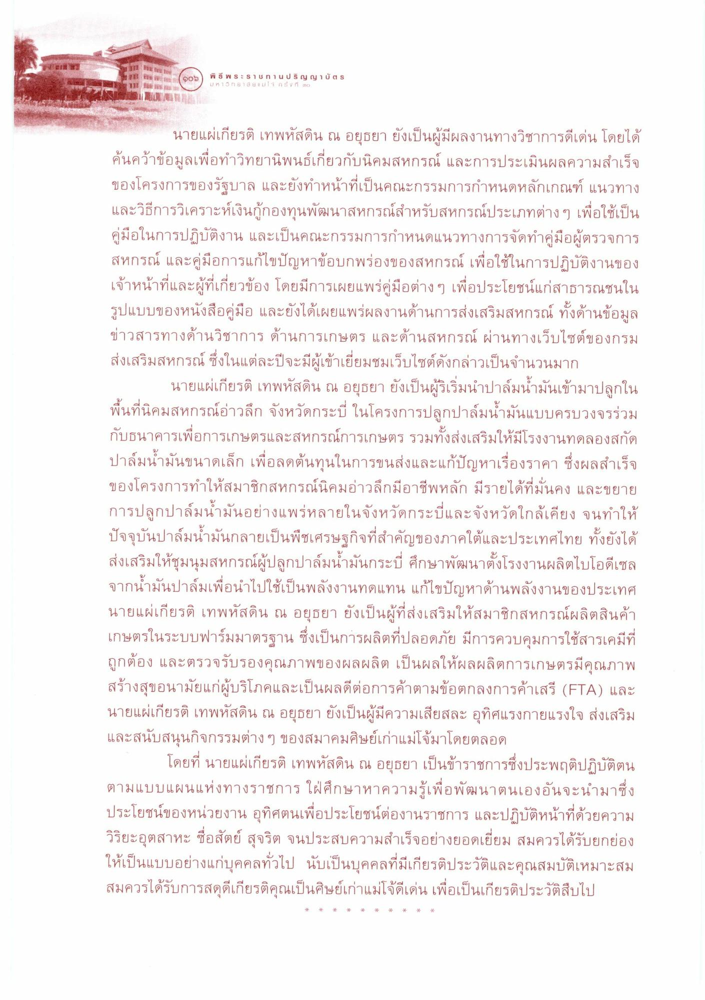 ๑๐๖
พิธีพระราชทานปริญญาบัตร
มหาวิทยาลัยแม่โจ้ ครั้งที่ ๓๐
นายแผ่เกียรติ เทพหัสดิน ณ อยุธยา ยังเป็นผู้มีผลงานทางวิชาการดีเด่น โดยได้
ค้นคว้าข้อมูลเพื่อทำวิทยานิพนธ์เกี่ยวกับนิคมสหกรณ์ และการประเมินผลความสำเร็จ
ของโครงการของรัฐบาล และยังทำหน้าที่เป็นคณะกรรมการกำหนดหลักเกณฑ์ แนวทาง
และวิธีการวิเคราะห์เงินกู้กองทุนพัฒนาสหกรณ์สำหรับสหกรณ์ประเภทต่างๆ เพื่อใช้เป็น
คู่มือในการปฏิบัติงาน และเป็นคณะกรรมการกำหนดแนวทางการจัดทำคู่มือผู้ตรวจการ
สหกรณ์ และคู่มือการแก้ไขปัญหาข้อบกพร่องของสหกรณ์ เพื่อใช้ในการปฏิบัติงานของ
เจ้าหน้าที่และผู้ที่เกี่ยวข้อง โดยมีการเผยแพร่คู่มือต่างๆ เพื่อประโยชน์แก่สาธารณชนใน
รูปแบบของหนังสือคู่มือ และยังได้เผยแพร่ผลงานด้านการส่งเสริมสหกรณ์ ทั้งด้านข้อมูล
ข่าวสารทางด้านวิชาการ ด้านการเกษตร และด้านสหกรณ์ ผ่านทางเว็บไซต์ของกรม
ส่งเสริมสหกรณ์ ซึ่งในแต่ละปีจะมีผู้เข้าเยี่ยมชมเว็บไซต์ดังกล่าวเป็นจำนวนมาก
นายแผ่เกียรติ เทพหัสดิน ณ อยุธยา ยังเป็นผู้ริเริ่มนำปาล์มน้ำมันเข้ามาปลูกใน
พื้นที่นิคมสหกรณ์อ่าวลึก จังหวัดกระบี่ ในโครงการปลูกปาล์มน้ำมันแบบครบวงจรร่วม
กับธนาคารเพื่อการเกษตรและสหกรณ์การเกษตร รวมทั้งส่งเสริมให้มีโรงงานทดลองสกัด
ปาล์มน้ำมันขนาดเล็ก เพื่อลดต้นทุนในการขนส่งและแก้ปัญหาเรื่องราคา ซึ่งผลสำเร็จ
ของโครงการทำให้สมาชิกสหกรณ์นิคมอ่าวลึกมีอาชีพหลัก มีรายได้ที่มั่นคง และขยาย
การปลูกปาล์มน้ำมันอย่างแพร่หลายในจังหวัดกระบี่และจังหวัดใกล้เคียง จนทำให้
ปัจจุบันปาล์มน้ำมันกลายเป็นพืชเศรษฐกิจที่สำคัญของภาคใต้และประเทศไทย ทั้งยังได้
ส่งเสริมให้ชุมนุมสหกรณ์ผู้ปลูกปาล์มน้ำมันกระบี่ ศึกษาพัฒนาตั้งโรงงานผลิตไบโอดีเซล
จากน้ำมันปาล์มเพื่อนำไปใช้เป็นพลังงานทดแทน แก้ไขปัญหาด้านพลังงานของประเทศ
นายแผ่เกียรติ เทพหัสดิน ณ อยุธยา ยังเป็นผู้ที่ส่งเสริมให้สมาชิกสหกรณ์ผลิตสินค้า
เกษตรในระบบฟาร์มมาตรฐาน ซึ่งเป็นการผลิตที่ปลอดภัย มีการควบคุมการใช้สารเคมีที่
ถูกต้อง และตรวจรับรองคุณภาพของผลผลิต เป็นผลให้ผลผลิตการเกษตรมีคุณภาพ
สร้างสุขอนามัยแก่ผู้บริโภคและเป็นผลดีต่อการค้าตามข้อตกลงการค้าเสรี (FTA) และ
นายแผ่เกียรติ เทพหัสดิน ณ อยุธยา ยังเป็นผู้มีความเสียสละ อุทิศแรงกายแรงใจ ส่งเสริม
และสนับสนุนกิจกรรมต่างๆ ของสมาคมศิษย์เก่าแม่โจ้มาโดยตลอด
โดยที่ นายแผ่เกียรติ เทพหัสดิน ณ อยุธยา เป็นข้าราชการซึ่งประพฤติปฏิบัติตน
ตามแบบแผนแห่งทางราชการ ใฝ่ศึกษาหาความรู้เพื่อพัฒนาตนเองอันจะนำมาซึ่ง
ประโยชน์ของหน่วยงาน อุทิศตนเพื่อประโยชน์ต่องานราชการ และปฏิบัติหน้าที่ด้วยความ
วิริยะอุตสาหะ ซื่อสัตย์ สุจริต จนประสบความสำเร็จอย่างยอดเยี่ยม สมควรได้รับยกย่อง
ให้เป็นแบบอย่างแก่บุคคลทั่วไป นับเป็นบุคคลที่มีเกียรติประวัติและคุณสมบัติเหมาะสม
สมควรได้รับการสดุดีเกียรติคุณเป็นศิษย์เก่าแม่โจ้ดีเด่น เพื่อเป็นเกียรติประวัติสืบไป
* * * * * * * * * *